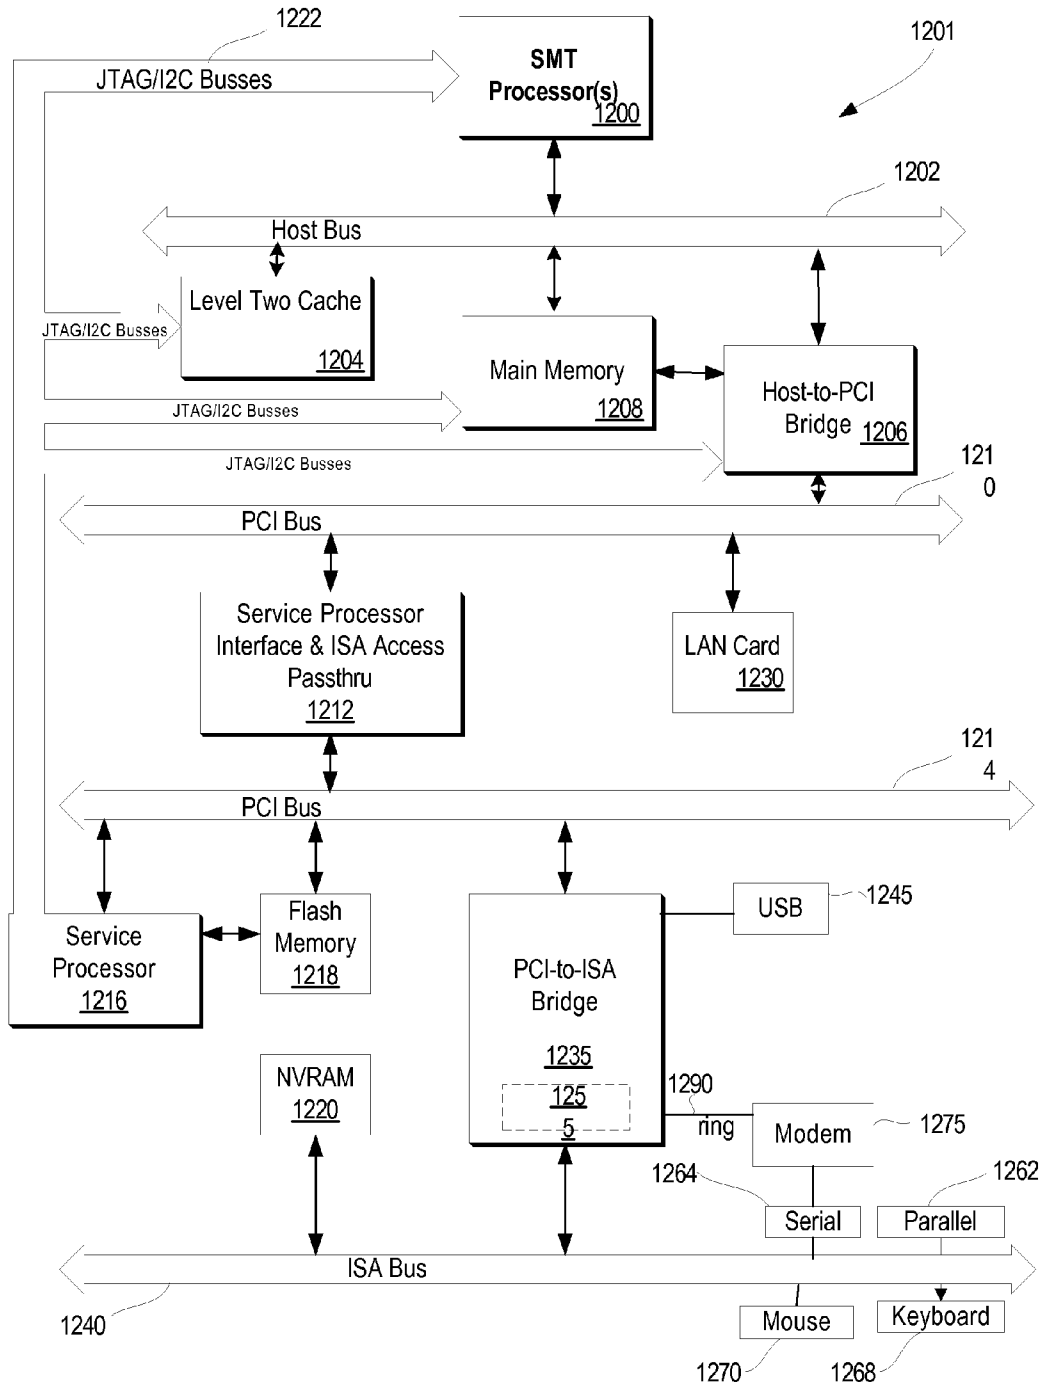 1222
1201
SMT
Processor(s)
1200
JTAG/I2C Busses
1202
Host Bus
Level Two Cache
1204
JTAG/I2C Busses
Main Memory
1208
Host-to-PCI
Bridge
1206
JTAG/I2C Busses
JTAG/I2C Busses
121
0
PCI Bus
Service Processor
Interface & ISA Access
Passthru
1212
LAN Card
1230
121
4
PCI Bus
USB
1245
Flash
Memory
1218
Service
Processor
1216
PCI-to-ISA
Bridge
1235
125
5
NVRAM
1220
1290
ring
Modem
1275
1264
1262
Serial
Parallel
ISA Bus
1240
Mouse
Keyboard
1270
1268